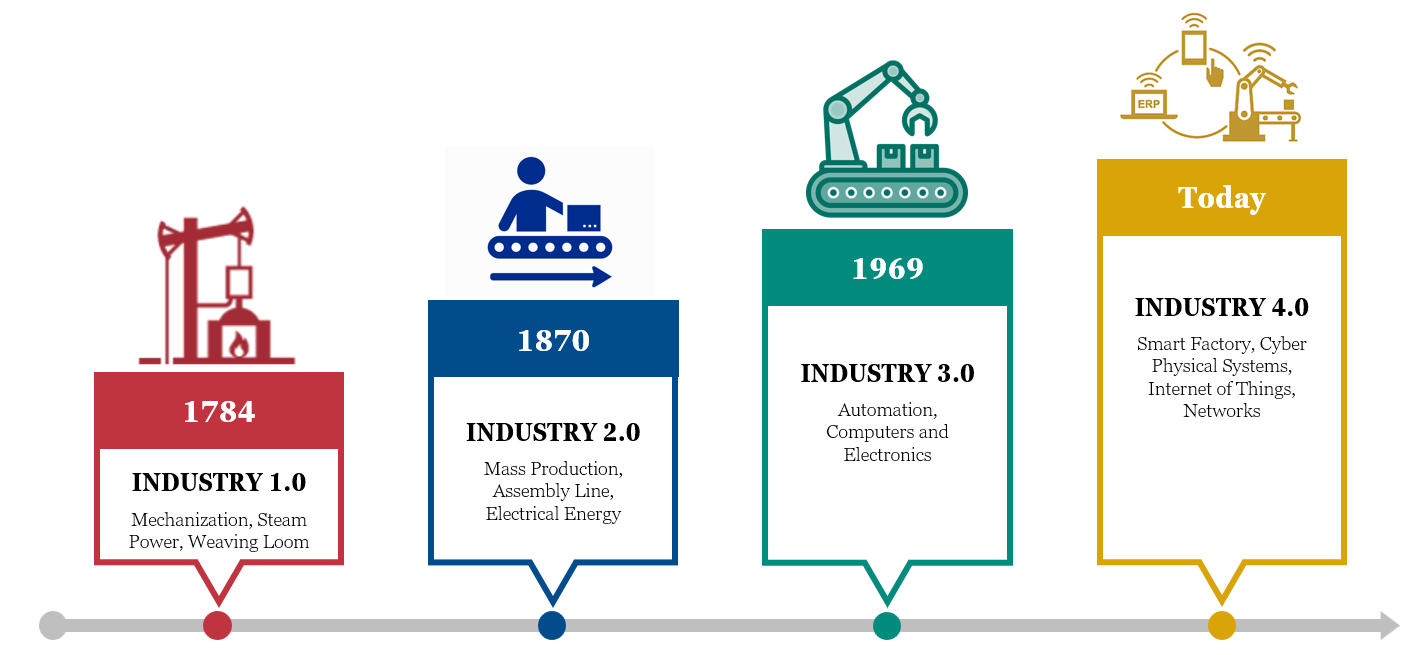 1784
INDUSTRY 1.0
Mechanization, Steam
Power, Weaving Loom
1870
INDUSTRY 2.0
Mass Production,
Assembly Line,
Electrical Energy
1969
INDUSTRY 3.0
Automation,
Computers and
Electronics
ERP
Today
INDUSTRY 4.0
Smart Factory, Cyber
Physical Systems,
Internet of Things,
Networks